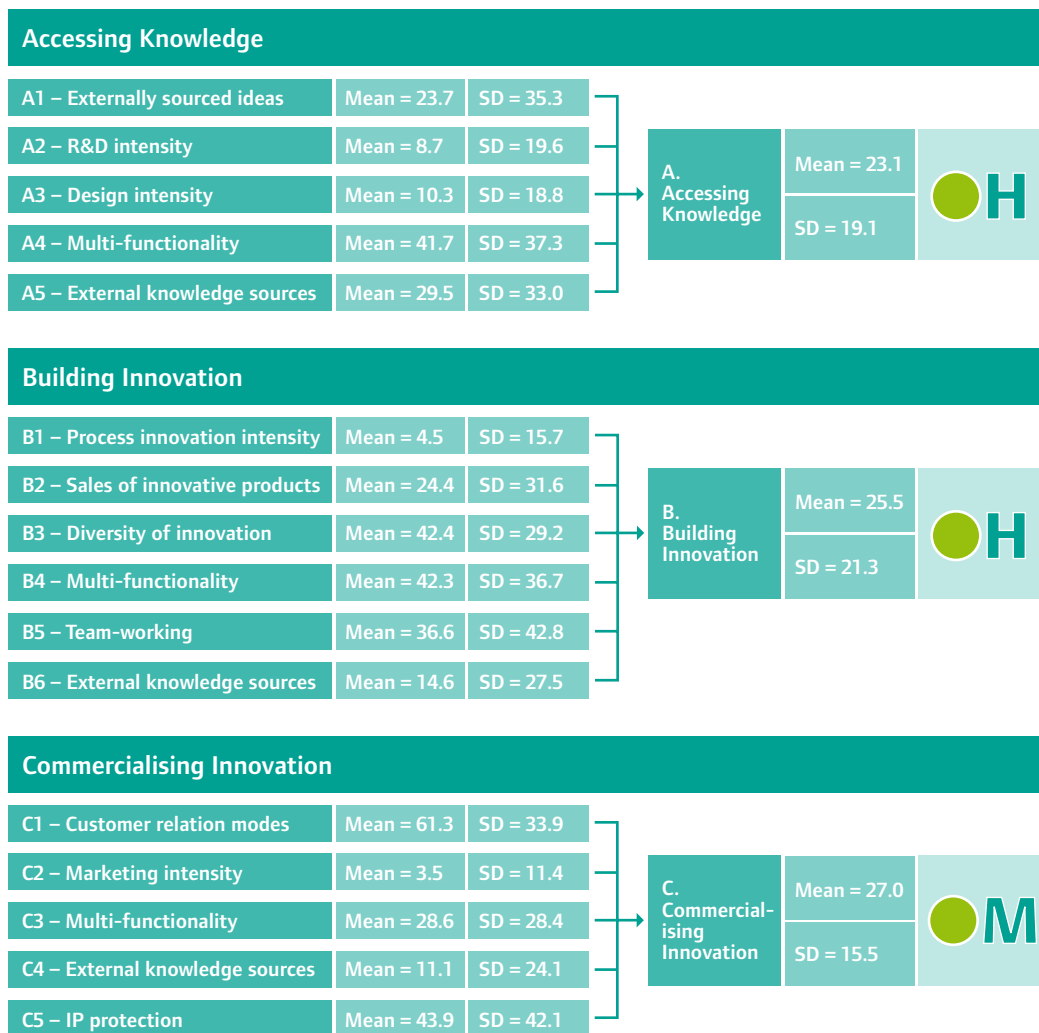 Accessing Knowledge
A1 – Externally sourced ideas Mean = 23.7 SD = 35.3
A2 – R&D intensity Mean = 8.7 SD = 19.6
A3 – Design intensity Mean = 10.3 SD = 18.8
A4 – Multi-functionality Mean = 41.7 SD = 37.3
A5 – External knowledge sources Mean = 29.5 SD = 33.0
A.
Accessing
Knowledge
Mean = 23.1
SD = 19.1
H
Building Innovation
B1 – Process innovation intensity Mean = 4.5 SD = 15.7
B2 – Sales of innovative products Mean = 24.4 SD = 31.6
B3 – Diversity of innovation Mean = 42.4 SD = 29.2
B4 – Multi-functionality Mean = 42.3 SD = 36.7
B5 – Team-working Mean = 36.6 SD = 42.8
B6 – External knowledge sources Mean = 14.6 SD = 27.5
B.
Building
Innovation
Mean = 25.5
SD = 21.3
H
Commercialising Innovation
C1 – Customer relation modes Mean = 61.3 SD = 33.9
C2 – Marketing intensity Mean = 3.5 SD = 11.4
C3 – Multi-functionality Mean = 28.6 SD = 28.4
C4 – External knowledge sources Mean = 11.1 SD = 24.1
C5 – IP protection Mean = 43.9 SD = 42.1
C.
Commercial-
ising
Innovation
Mean = 27.0
SD = 15.5
M